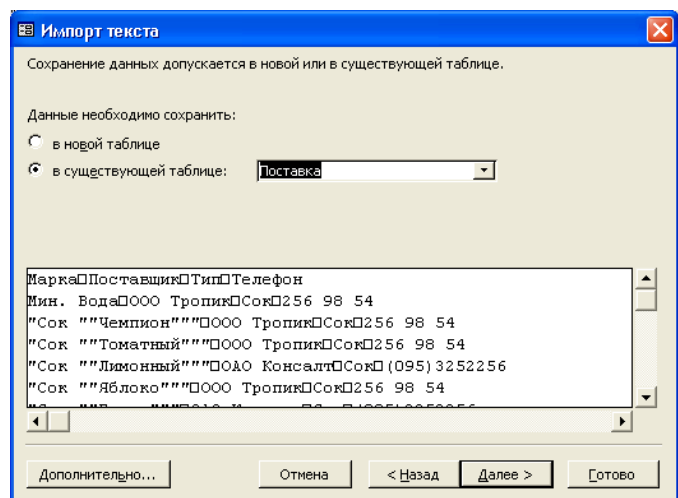 Импорт текста
Сохранение данных допускается в новой или в существующей таблице.
Данные необходимо сохранить:
в новой таблице
в существующей таблице: Поставка
Марка□Поставщик□Тип□Телефон
Мин. Вода□ООО Тропик□Сок□256 98 54
"Сок ""Чемпион"""□ООО Тропик□Сок□256 98 54
"Сок ""Томатный"""□ООО Тропик□Сок□256 98 54
"Сок ""Лимонный"""□ОАО Консалт□Сок□(095)3252256
"Сок ""Яблоко"""□ООО Тропик□Сок□256 98 54
Дополнительно... Отмена < Назад Далее > Готово